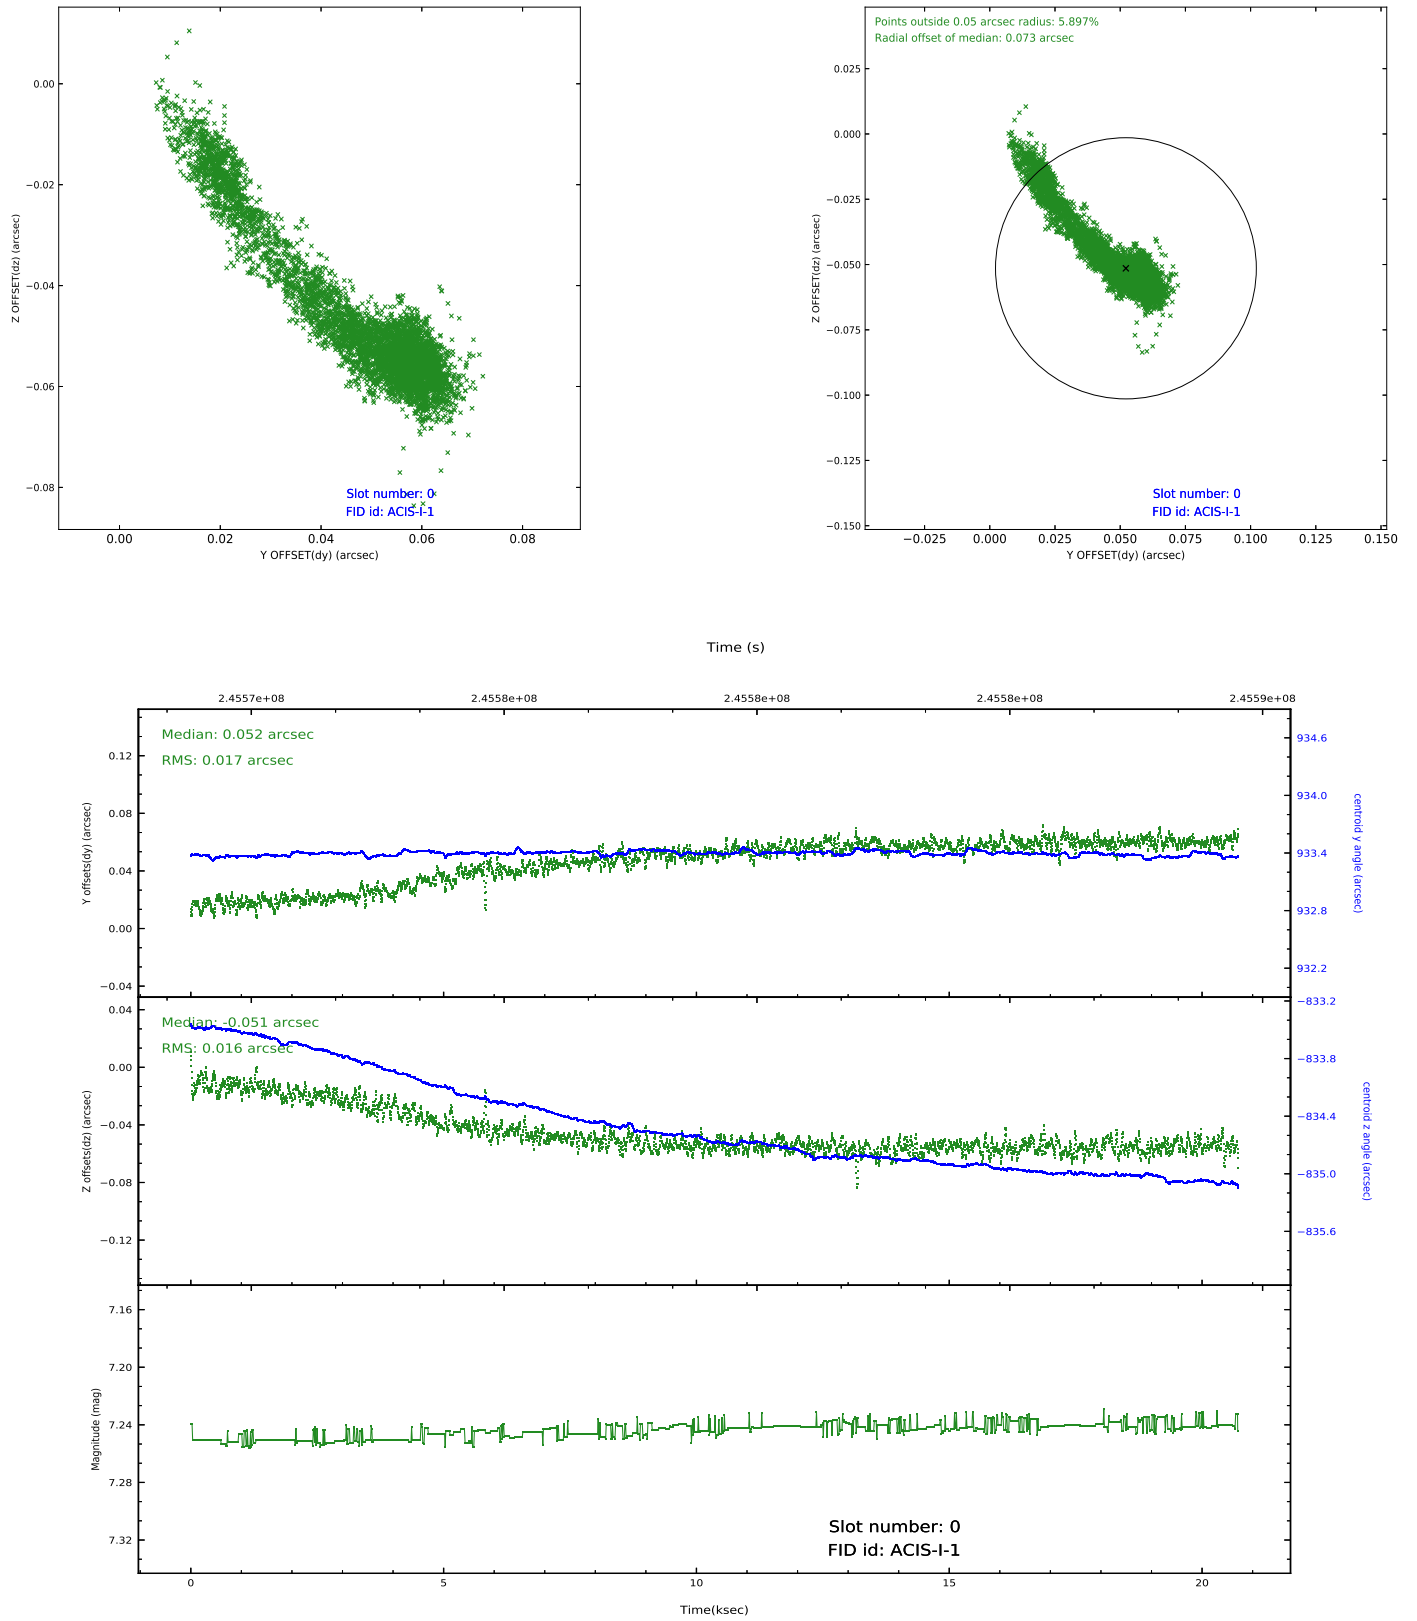 0.00
−0.02
−0.04
−0.06
−0.08
Z OFFSET(dz) (arcsec)
0.00 0.02 0.04 0.06 0.08
Y OFFSET(dy) (arcsec)
Slot number: 0
FID id: ACIS-I-1
Points outside 0.05 arcsec radius: 5.897%
Radial offset of median: 0.073 arcsec
0.025
0.000
−0.025
−0.050
−0.075
−0.100
−0.125
−0.150
Z OFFSET(dz) (arcsec)
Slot number: 0
FID id: ACIS-I-1
−0.025 0.000 0.025 0.050 0.075 0.100 0.125 0.150
Y OFFSET(dy) (arcsec)
Time (s)
2.4557e+08 2.4558e+08 2.4558e+08 2.4558e+08 2.4559e+08
Median: 0.052 arcsec
RMS: 0.017 arcsec
0.12
0.08
0.04
0.00
−0.04
Y offsets(dy) (arcsec)
934.6
934.0
933.4
932.8
932.2
centroid y angle (arcsec)
Median: -0.051 arcsec
RMS: 0.016 arcsec
0.04
0.00
−0.04
−0.08
−0.12
Z offsets(dz) (arcsec)
−833.2
−833.8
−834.4
−835.0
−835.6
centroid z angle (arcsec)
7.16
7.20
7.24
7.28
7.32
Magnitude (mag)
Slot number: 0
FID id: ACIS-I-1
0 5 10 15 20
Time(ksec)